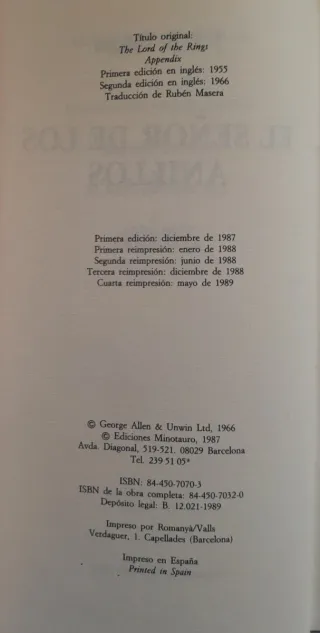 Título original:
The Lord of the Rings
Appendix
Primera edición en inglés: 1955
Segunda edición en inglés: 1966
Traducción de Rubén Masera
EL SEÑOR DE LOS
ANILLOS
Primera edición: diciembre de 1987
Primera reimpresión: enero de 1988
Segunda reimpresión: junio de 1988
Tercera reimpresión: diciembre de 1988
Cuarta reimpresión: mayo de 1989
© George Allen & Unwin Ltd, 1966
© Ediciones Minotauro, 1987
Avda. Diagonal, 519-521. 08029 Barcelona
Tel. 239 51 05*
ISBN: 84-450-7070-3
ISBN de la obra completa: 84-450-7032-0
Depósito legal: B. 12.021-1989
Impreso por Romanyà/Valls
Verdaguer, 1. Capellades (Barcelona)
Impreso en España
Printed in Spain